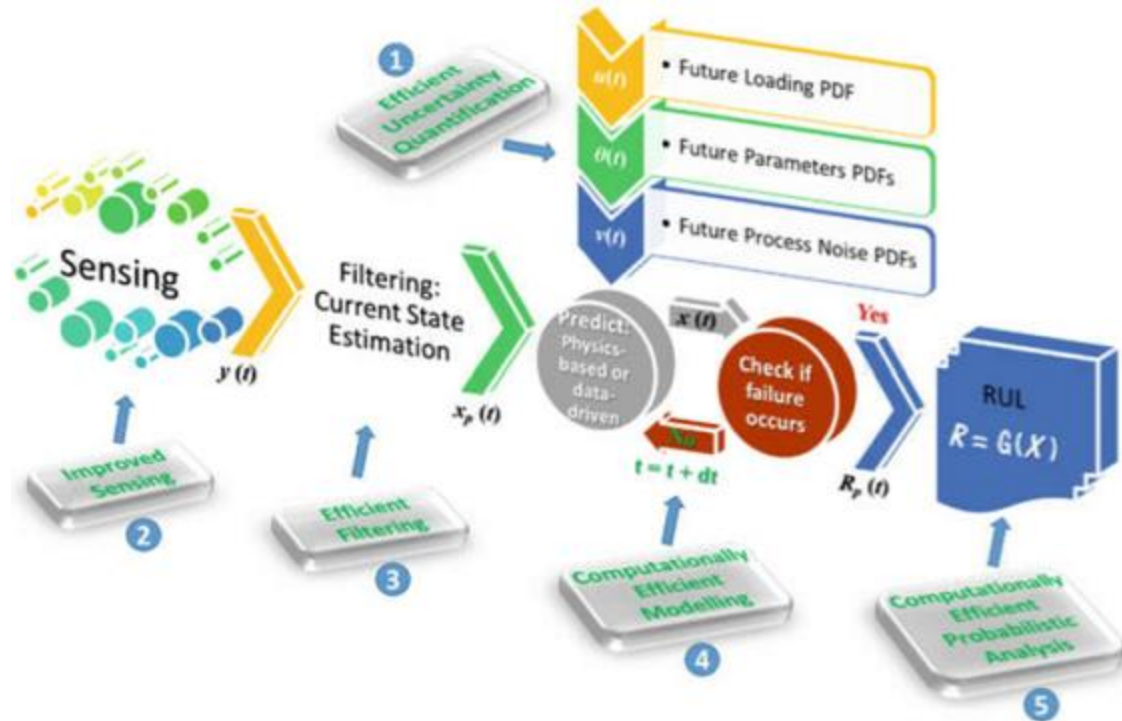 1
Efficient
Uncertainty
Quantification
u(t)
• Future Loading PDF
θ(t)
• Future Parameters PDFs
v(t)
• Future Process Noise PDFs
Sensing
y (t)
Filtering:
Current State
Estimation
x_p (t)
Predict:
Physics-
based or
data-
driven
x (t)
Check if
failure
occurs
No
t = t + dt
Yes
R_p (t)
RUL
R = G(X)
Improved
Sensing
2
Efficient
Filtering
3
Computationally
Efficient
Modelling
4
Computationally
Efficient
Probabilistic
Analysis
5